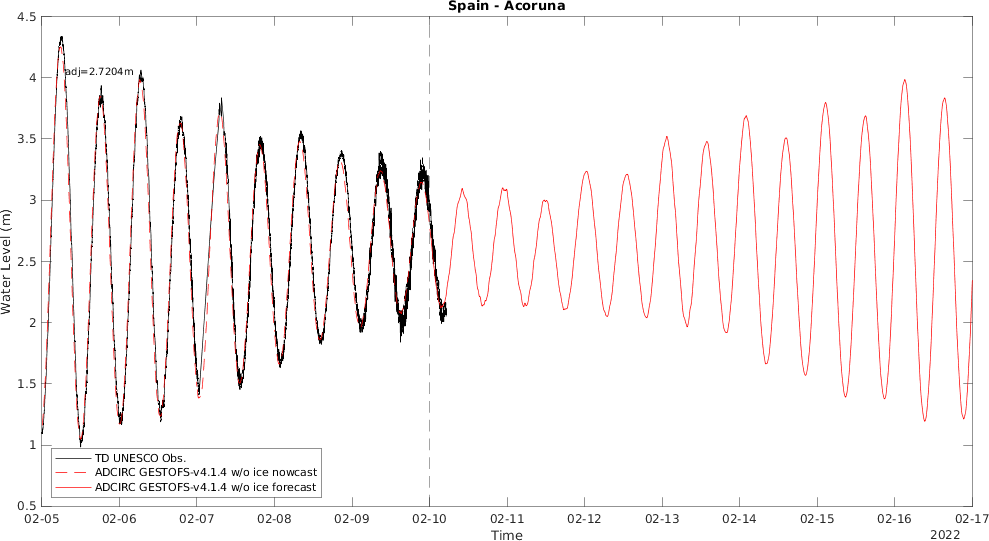 Spain - Acoruna
4.5
4
3.5
3
2.5
2
1.5
1
0.5
Water Level (m)
adj=2.7204m
TD UNESCO Obs.
ADCIRC GESTOFS-v4.1.4 w/o ice nowcast
ADCIRC GESTOFS-v4.1.4 w/o ice forecast
02-05 02-06 02-07 02-08 02-09 02-10 02-11 02-12 02-13 02-14 02-15 02-16 02-17
Time
2022